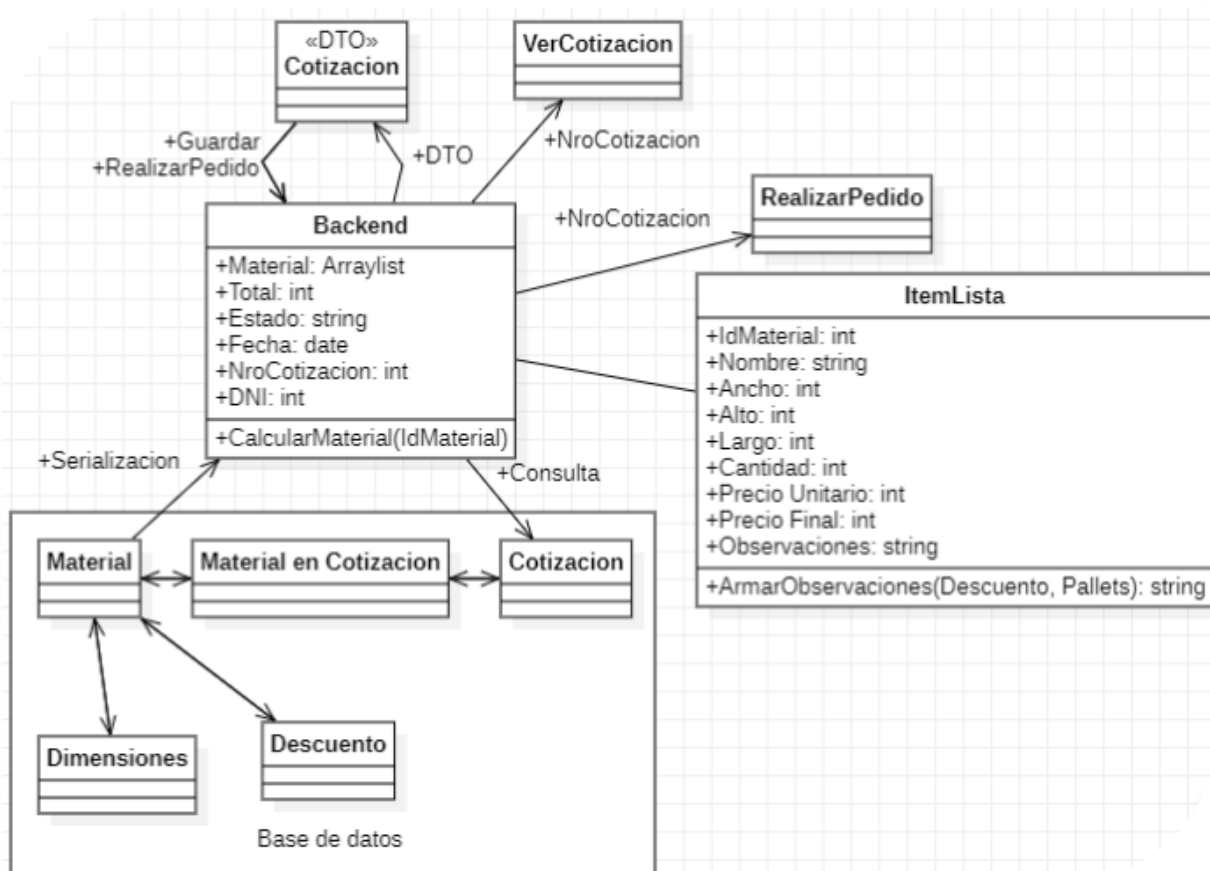 «DTO»
Cotizacion
VerCotizacion
+Guardar
+RealizarPedido
+DTO
+NroCotizacion
RealizarPedido
+NroCotizacion
Backend
+Material: Arraylist
+Total: int
+Estado: string
+Fecha: date
+NroCotizacion: int
+DNI: int
+CalcularMaterial(IdMaterial)
ItemLista
+IdMaterial: int
+Nombre: string
+Ancho: int
+Alto: int
+Largo: int
+Cantidad: int
+Precio Unitario: int
+Precio Final: int
+Observaciones: string
+ArmarObservaciones(Descuento, Pallets): string
+Serializacion
+Consulta
Material
Material en Cotizacion
Cotizacion
Dimensiones
Descuento
Base de datos